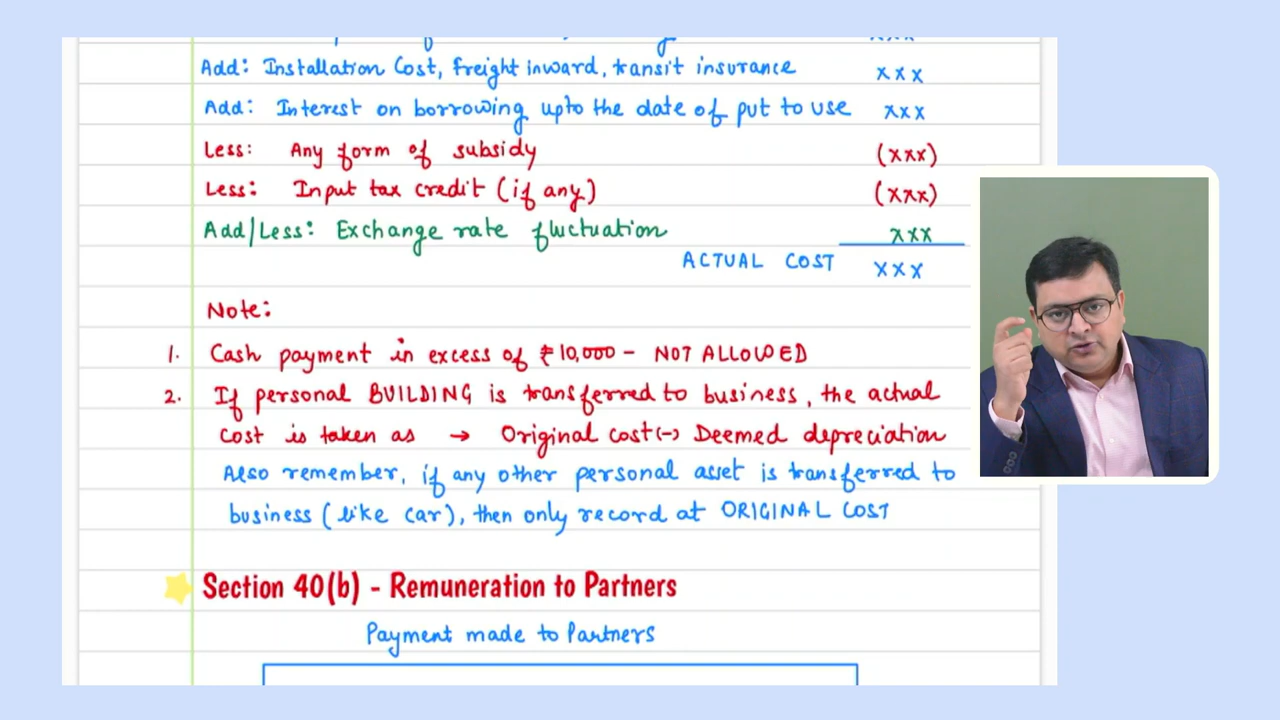 xxx
Add: Installation Cost, freight inward, transit insurance xxx
Add: Interest on borrowing upto the date of put to use xxx
Less: Any form of subsidy (xxx)
Less: Input tax credit (if any) (xxx)
Add/Less: Exchange rate fluctuation xxx
ACTUAL COST xxx
Note:
1. Cash payment in excess of ₹10,000 - NOT ALLOWED
2. If personal BUILDING is transferred to business, the actual
cost is taken as → Original cost (-) Deemed depreciation
Also remember, if any other personal asset is transferred to
business (like car), then only record at ORIGINAL COST
Section 40(b) - Remuneration to Partners
Payment made to Partners